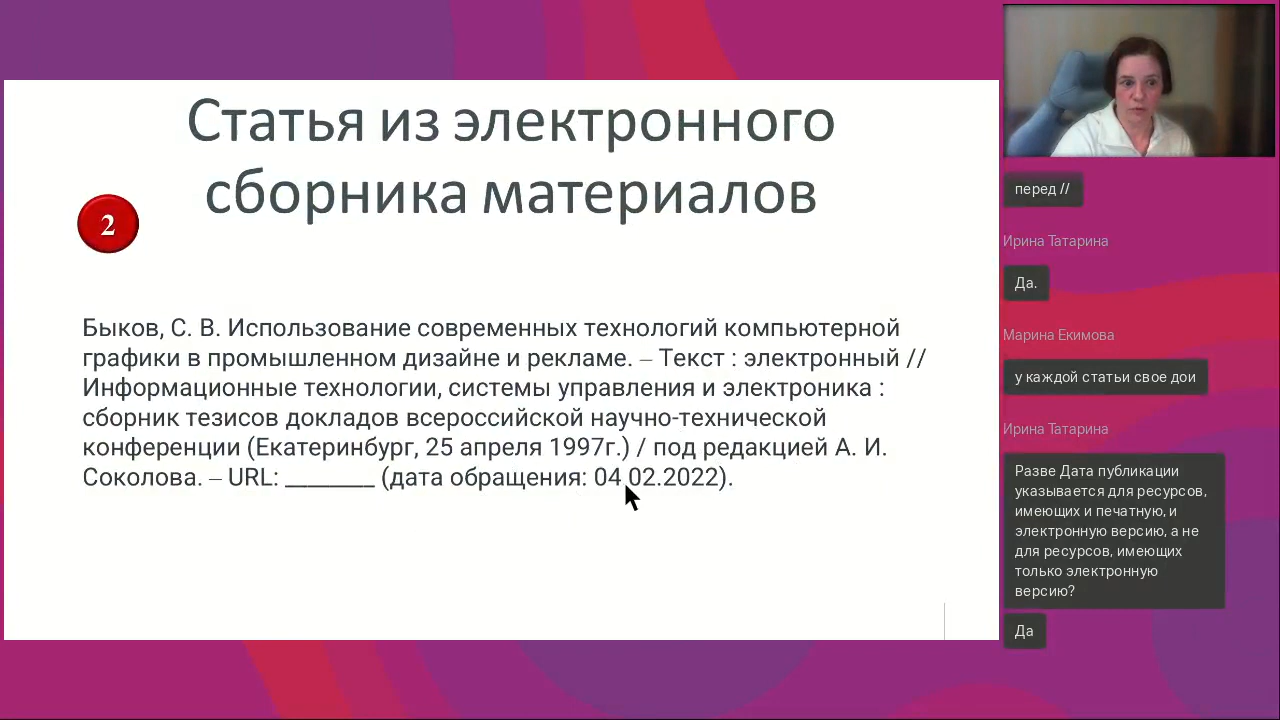 Статья из электронного
сборника материалов
2
Быков, С. В. Использование современных технологий компьютерной
графики в промышленном дизайне и рекламе. – Текст : электронный //
Информационные технологии, системы управления и электроника :
сборник тезисов докладов всероссийской научно-технической
конференции (Екатеринбург, 25 апреля 1997г.) / под редакцией А. И.
Соколова. – URL: ________ (дата обращения: 04.02.2022).
перед //
Ирина Татарина
Да.
Марина Екимова
у каждой статьи свое дои
Ирина Татарина
Разве Дата публикации
указывается для ресурсов,
имеющих и печатную, и
электронную версию, а не
для ресурсов, имеющих
только электронную
версию?
Да